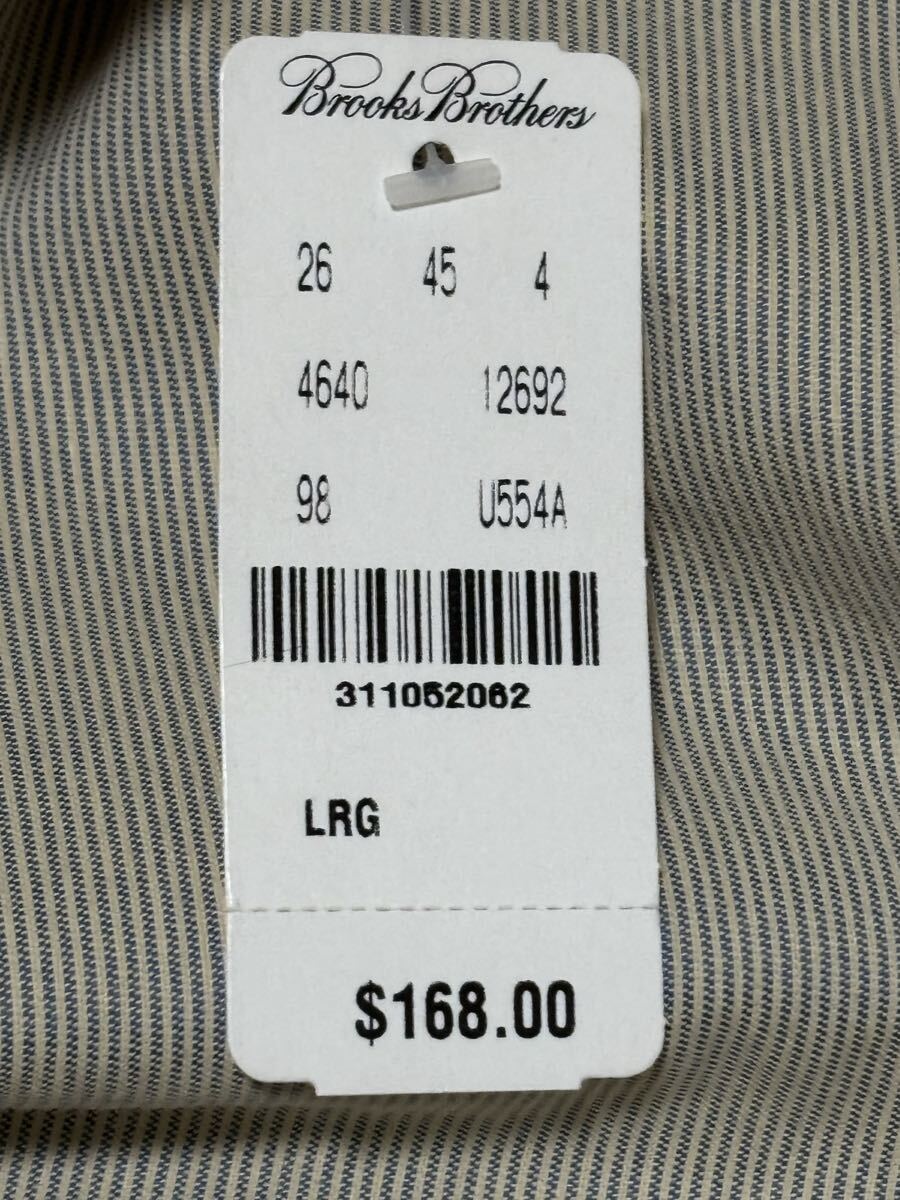 Brooks Brothers
26 45 4
4640 12692
98 U554A
311052062
LRG
$168.00